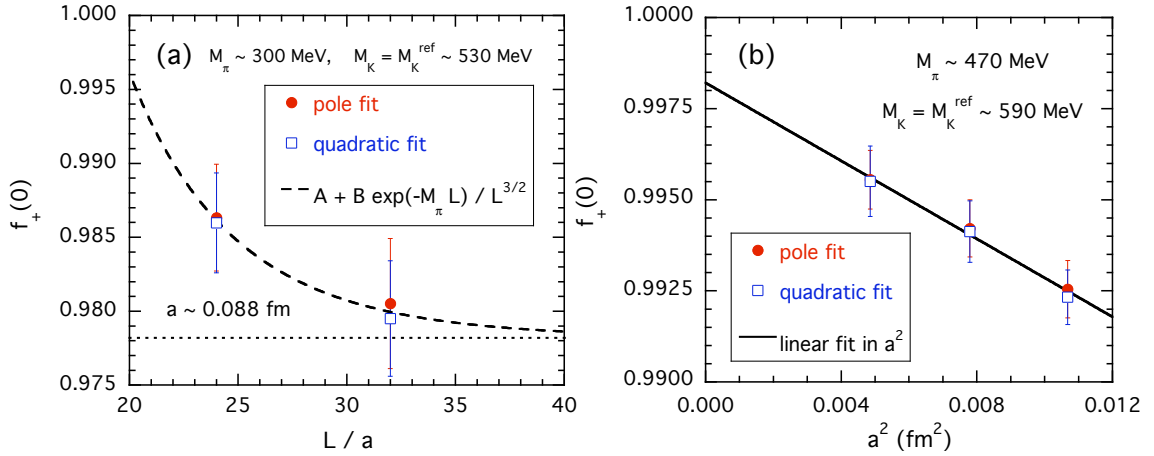 (a)
M_π ~ 300 MeV, M_K = M_K^ref ~ 530 MeV
pole fit
quadratic fit
A + B exp(-M_π L) / L^3/2
a ~ 0.088 fm
f_+(0)
1.000
0.995
0.990
0.985
0.980
0.975
20 25 30 35 40
L / a
(b)
M_π ~ 470 MeV
M_K = M_K^ref ~ 590 MeV
pole fit
quadratic fit
linear fit in a^2
f_+(0)
1.0000
0.9975
0.9950
0.9925
0.9900
0.000 0.004 0.008 0.012
a^2 (fm^2)